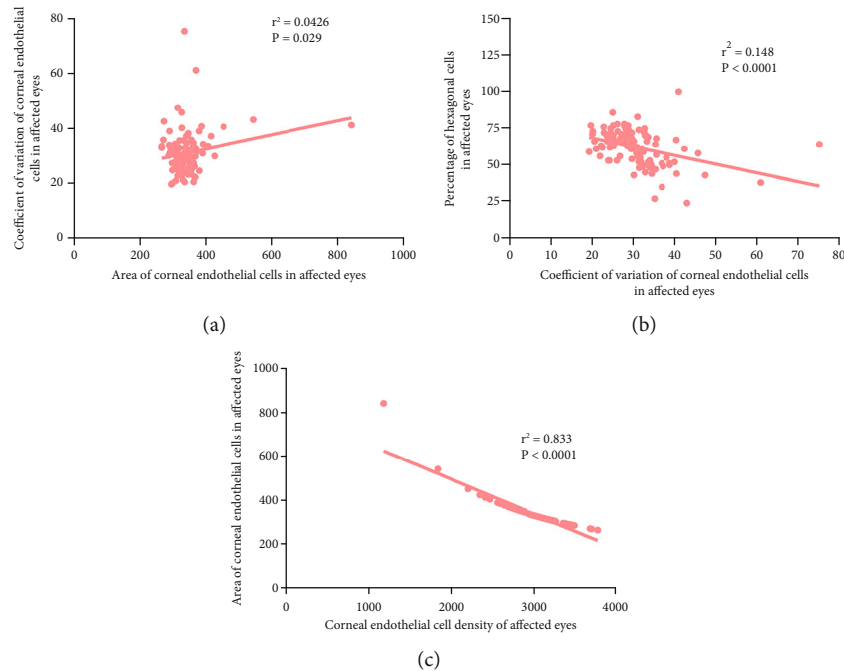 Coefficient of variation of corneal endothelial
cells in affected eyes
80
60
40
20
0
r² = 0.0426
P = 0.029
0
200
400
600
800
1000
Area of corneal endothelial cells in affected eyes
(a)
Percentage of hexagonal cells
in affected eyes
150
125
100
75
50
25
0
r² = 0.148
P < 0.0001
0
10
20
30
40
50
60
70
80
Coefficient of variation of corneal endothelial cells
in affected eyes
(b)
Area of corneal endothelial cells in affected eyes
1000
800
600
400
200
0
r² = 0.833
P < 0.0001
0
1000
2000
3000
4000
Corneal endothelial cell density of affected eyes
(c)